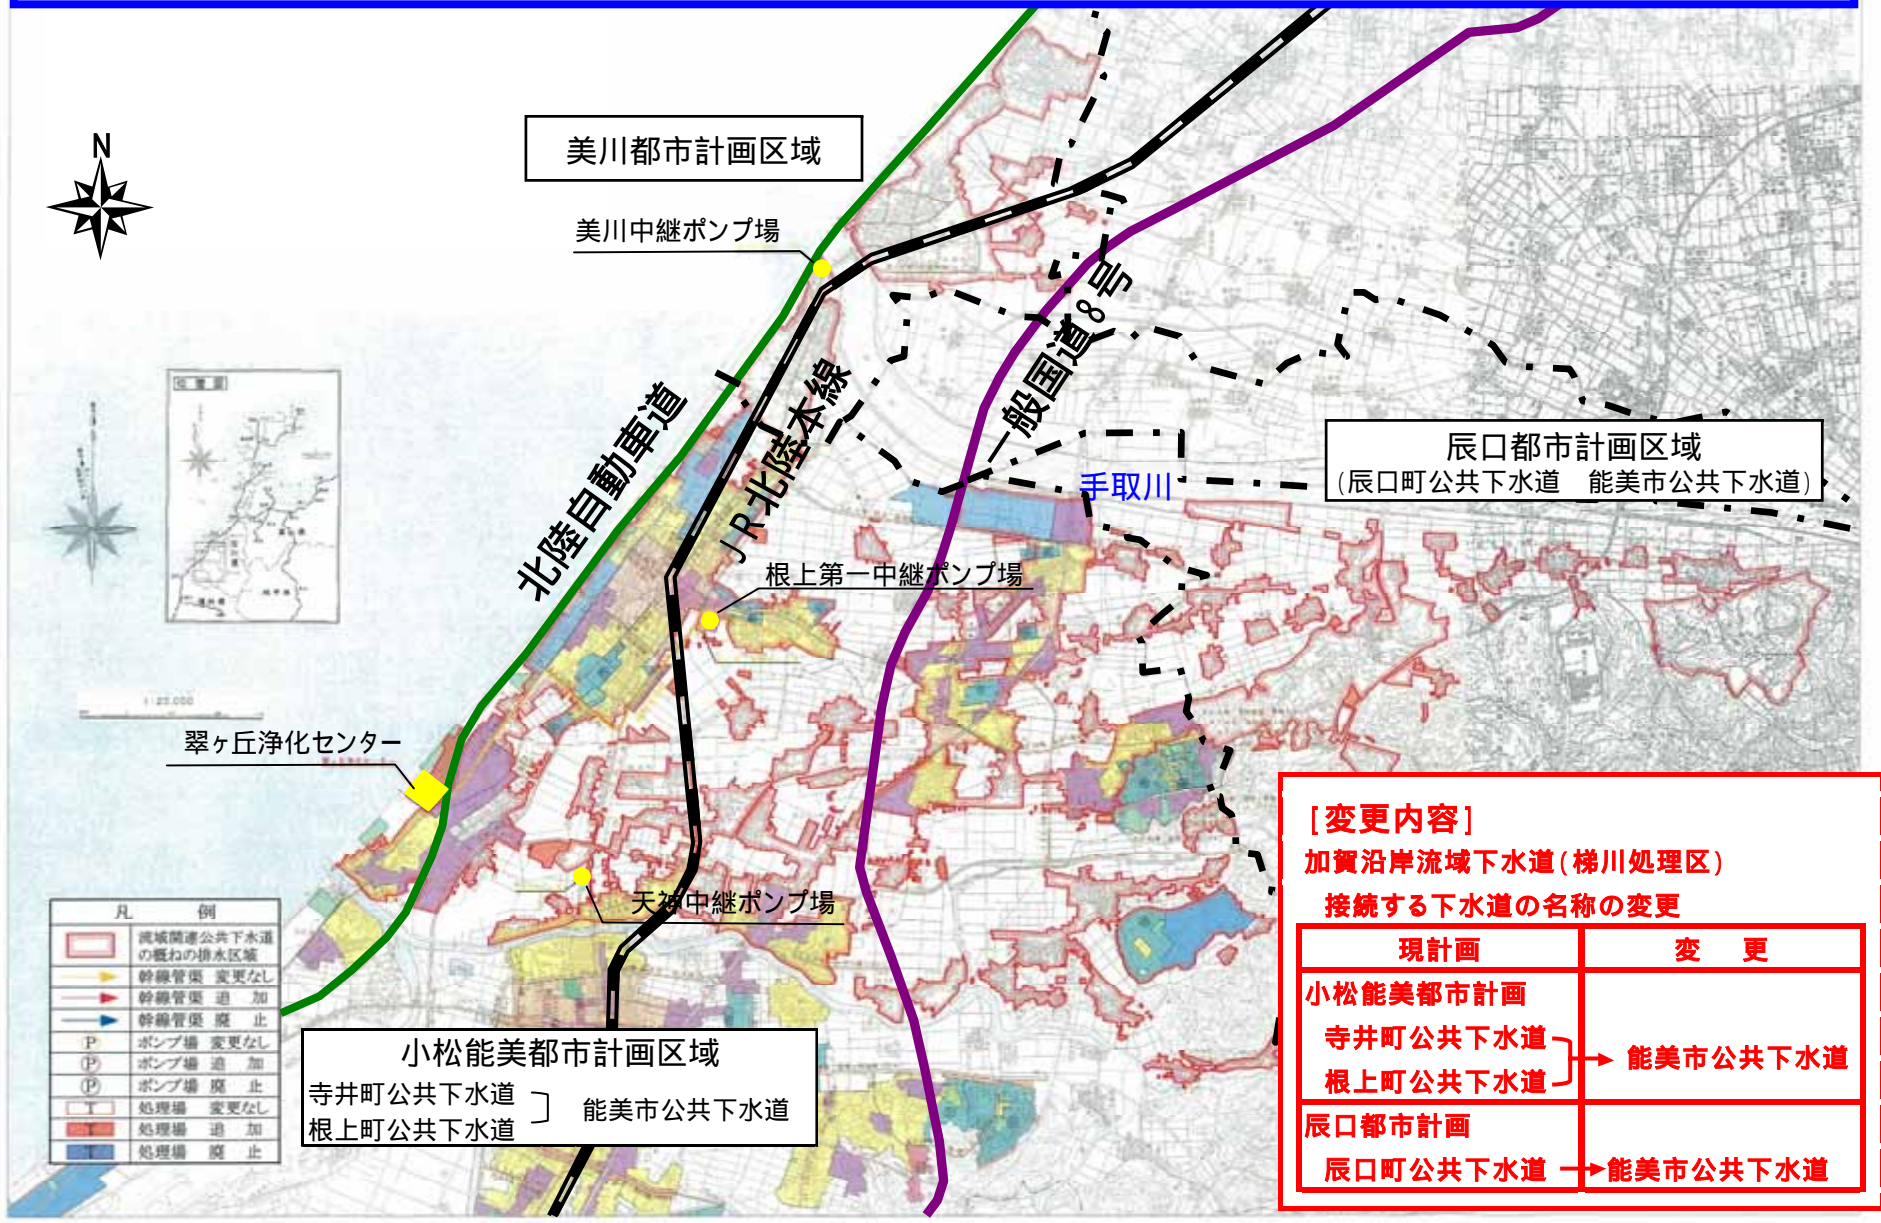 N
美川都市計画区域
美川中継ポンプ場
一般国道8号
JR北陸本線
北陸自動車道
辰口都市計画区域
(辰口町公共下水道 能美市公共下水道)
手取川
位置図
根上第一中継ポンプ場
1:25,000
翠ヶ丘浄化センター
天神中継ポンプ場
凡 例
流域関連公共下水道
の概ねの排水区域
幹線管渠 変更なし
幹線管渠 追 加
幹線管渠 廃 止
P ポンプ場 変更なし
P ポンプ場 追 加
P ポンプ場 廃 止
T 処理場 変更なし
T 処理場 追 加
T 処理場 廃 止
小松能美都市計画区域
寺井町公共下水道
根上町公共下水道
能美市公共下水道
[変更内容]
加賀沿岸流域下水道(梯川処理区)
接続する下水道の名称の変更
現計画 変 更
小松能美都市計画
寺井町公共下水道
根上町公共下水道
能美市公共下水道
辰口都市計画
辰口町公共下水道 能美市公共下水道